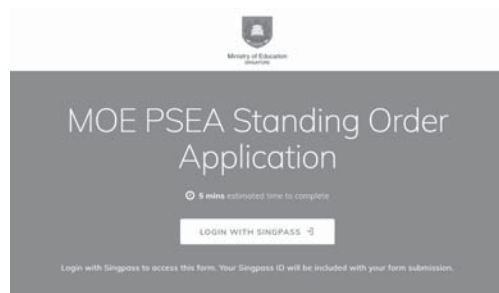 Ministry of Education
SINGAPORE
MOE PSEA Standing Order
Application
5 mins estimated time to complete
LOGIN WITH SINGPASS
Login with Singpass to access this form. Your Singpass ID will be included with your form submission.